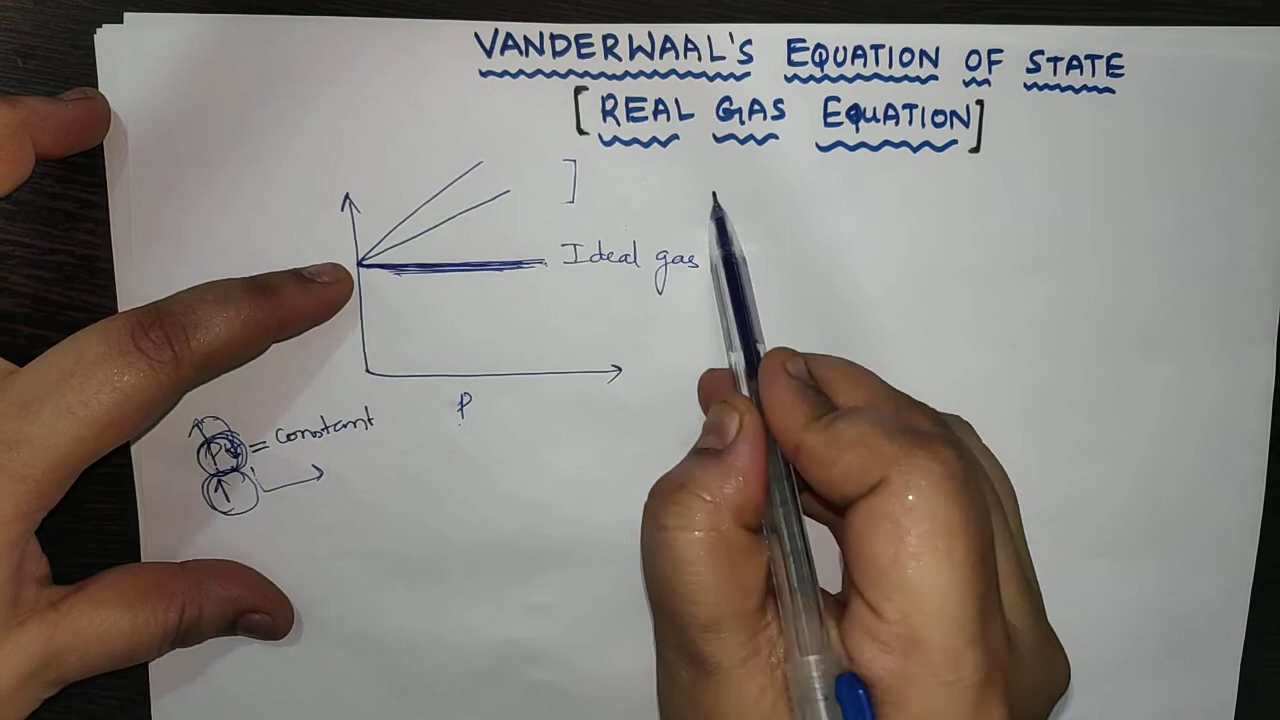 VANDERWAAL'S EQUATION OF STATE
[REAL GAS EQUATION]
]
Ideal gas
P
= Constant